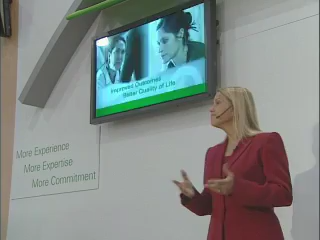 Improved Outcomes
Better Quality of Life
More Experience
More Expertise
More Commitment